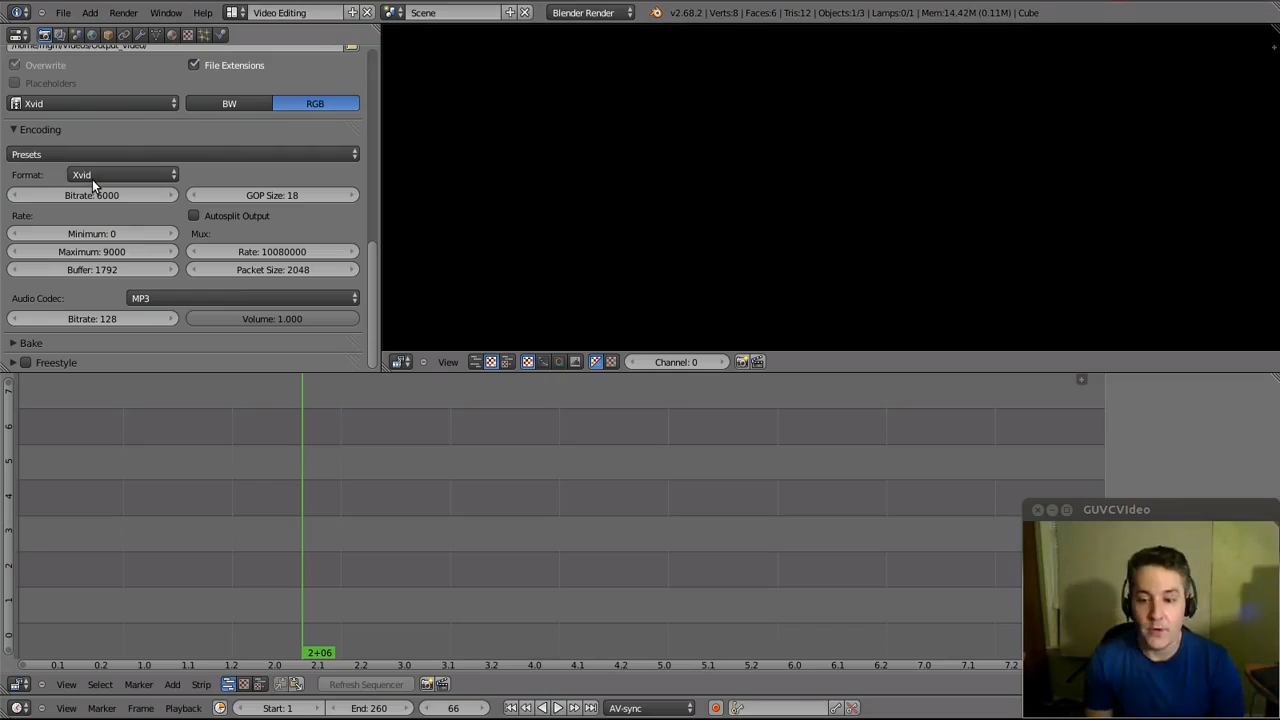 File Add Render Window Help Video Editing Scene Blender Render v2.68.2 | Verts:8 | Faces:6 | Tris:12 | Objects:1/3 | Lamps:0/1 | Mem:14.42M (0.11M) | Cube
Overwrite File Extensions
Placeholders
Xvid BW RGB
Encoding
Presets
Format: Xvid
Bitrate: 6000 GOP Size: 18
Rate: Autosplit Output
Minimum: 0 Mux:
Maximum: 9000 Rate: 10080000
Buffer: 1792 Packet Size: 2048
Audio Codec: MP3
Bitrate: 128 Volume: 1.000
Bake
Freestyle
View Channel: 0
7
6
5
4
3
2
1
0
GUVCVIdeo
2+06
0.1 0.2 1.0 1.1 1.2 2.0 2.1 3.0 3.1 3.2 4.0 4.1 4.2 5.0 5.1 5.2 6.0 6.1 6.2 7.0 7.1 7.2
View Select Marker Add Strip Refresh Sequencer
View Marker Frame Playback Start: 1 End: 260 66 AV-sync